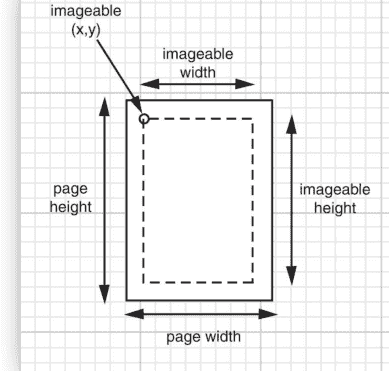 imageable
(x,y)
imageable
width
page
height
imageable
height
page width